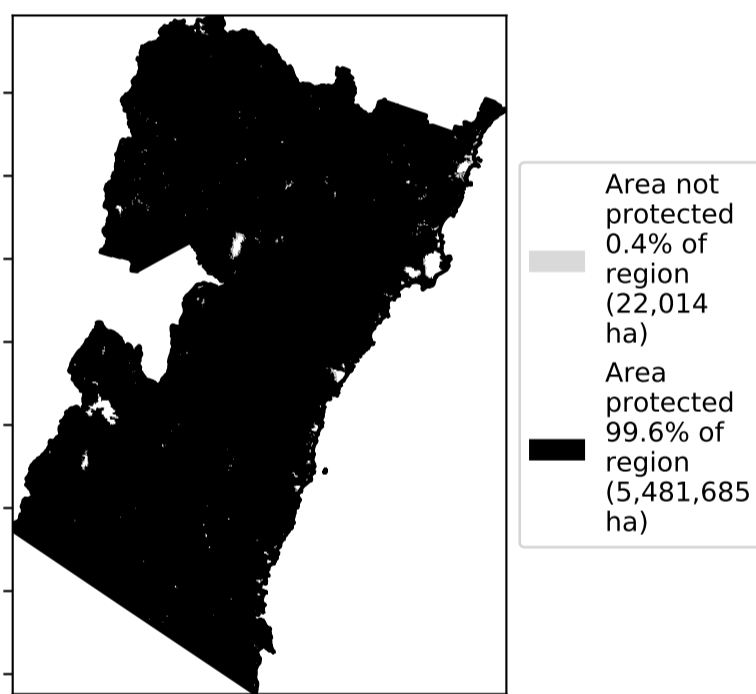 Area not
protected
0.4% of
region
(22,014
ha)
Area
protected
99.6% of
region
(5,481,685
ha)